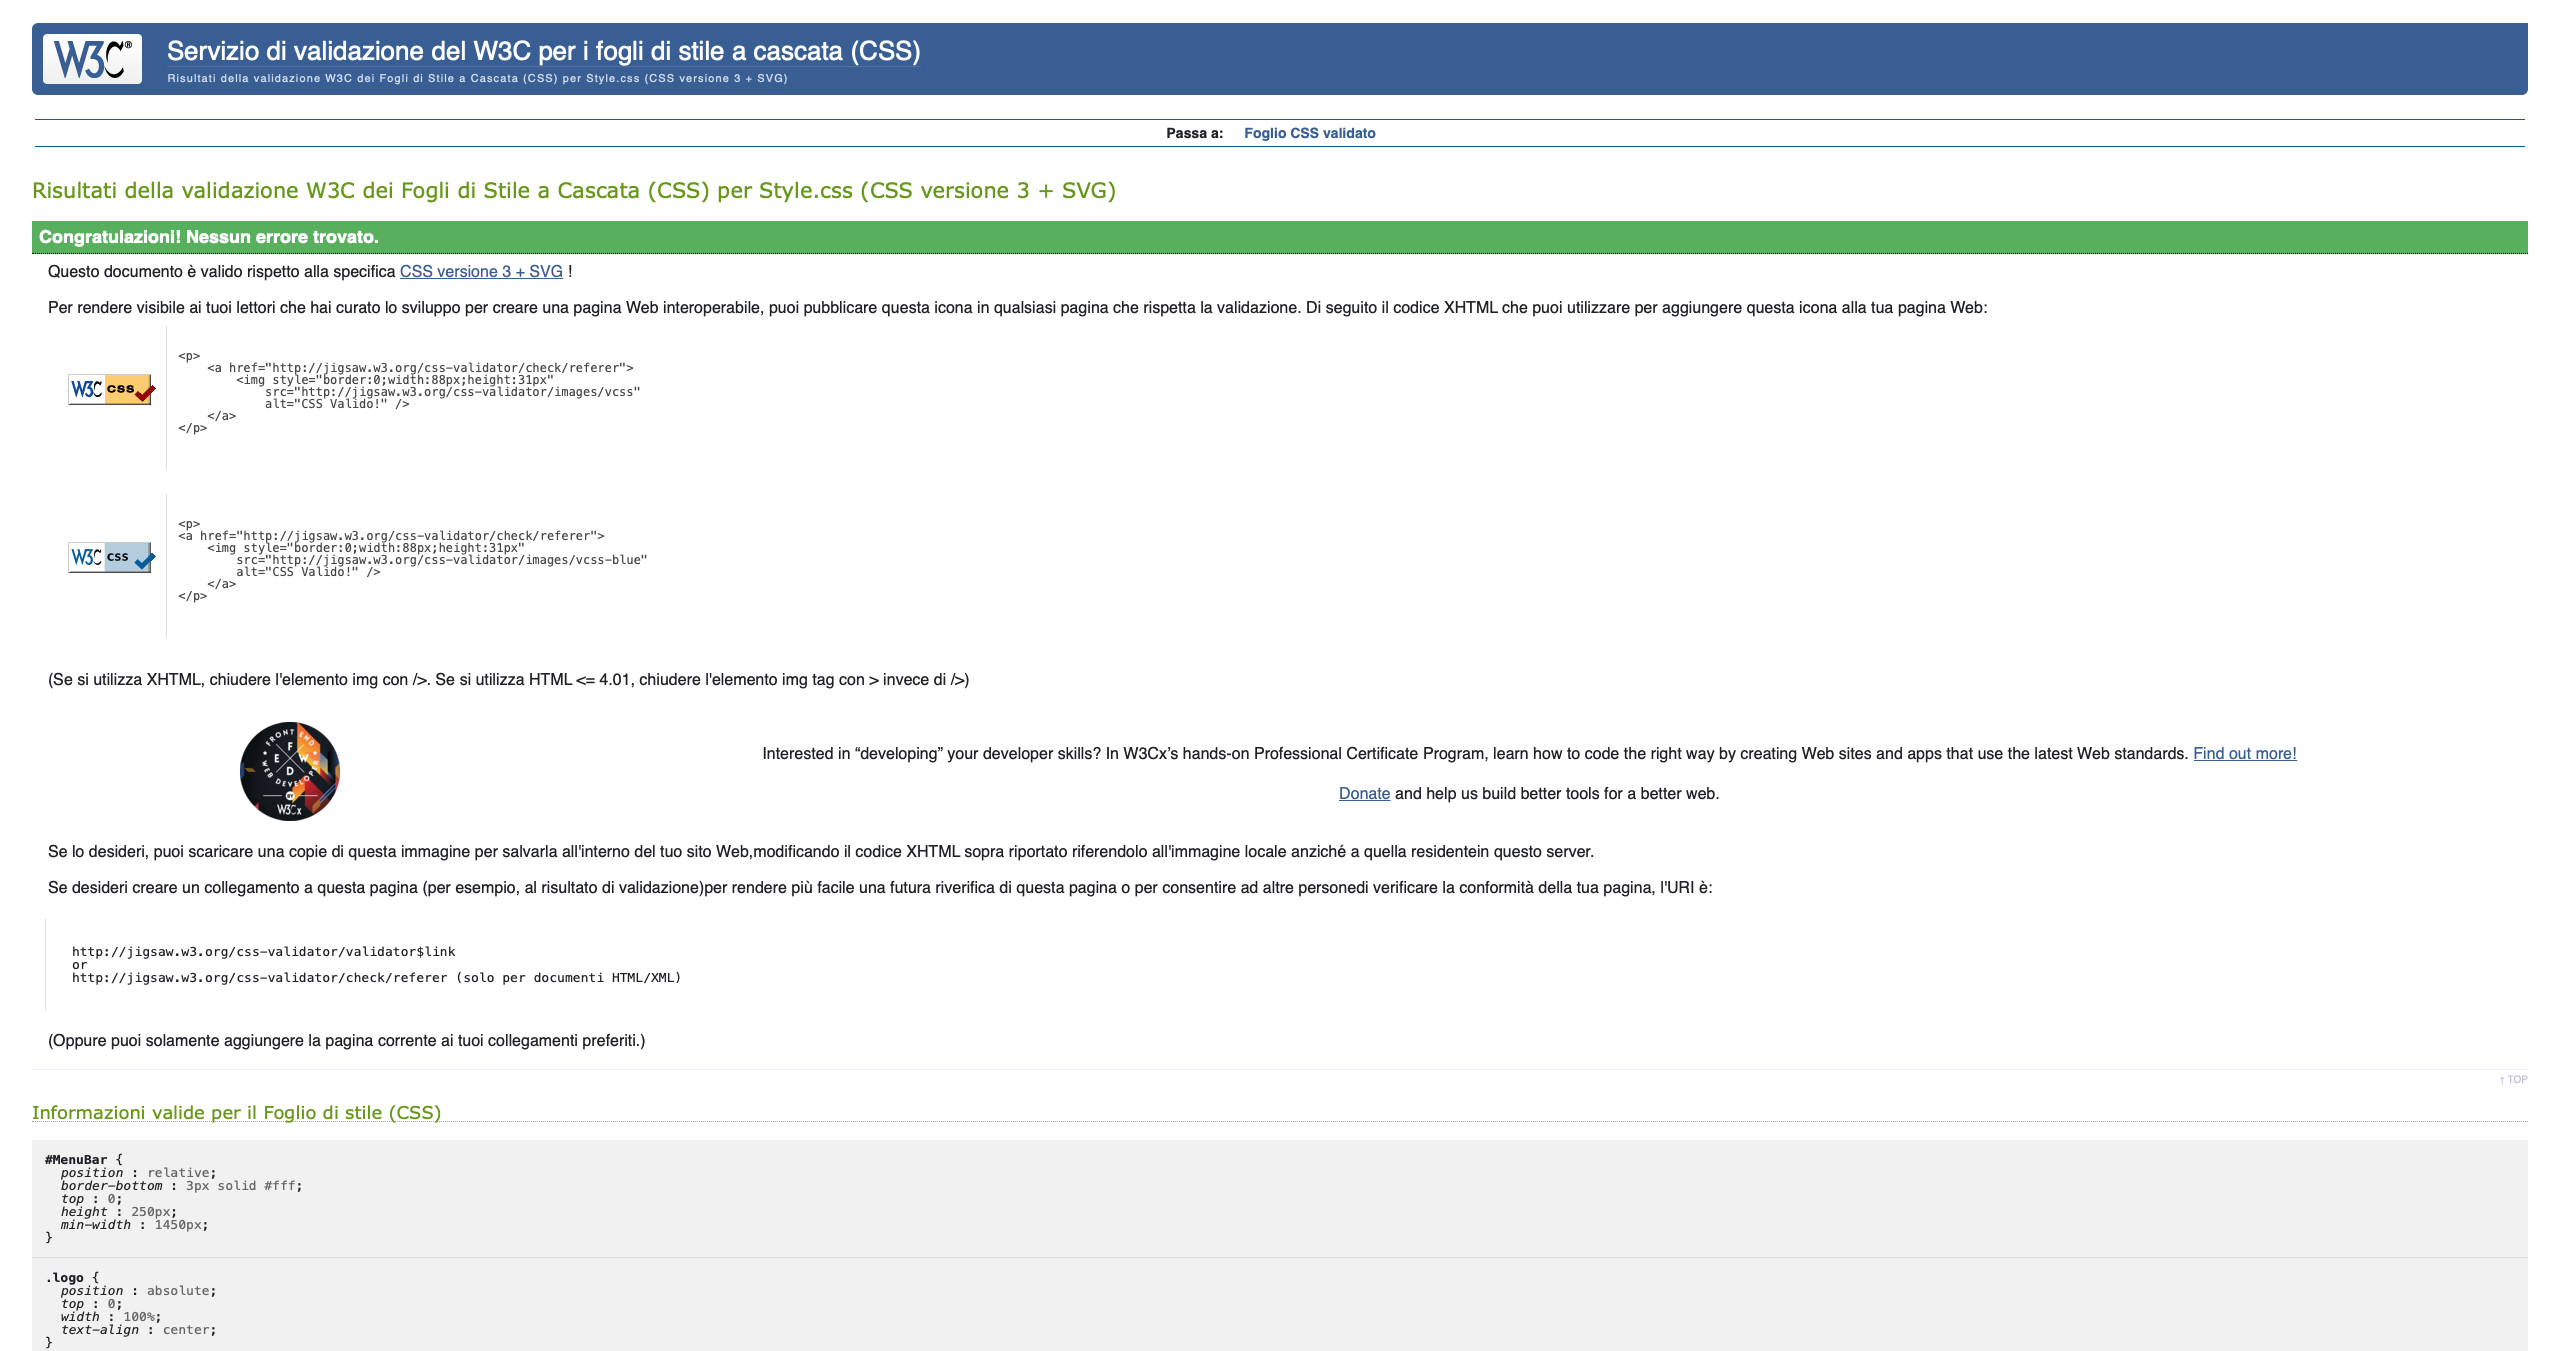 W3C®
Servizio di validazione del W3C per i fogli di stile a cascata (CSS)
Risultati della validazione W3C dei Fogli di Stile a Cascata (CSS) per Style.css (CSS versione 3 + SVG)
Passa a: Foglio CSS validato
Risultati della validazione W3C dei Fogli di Stile a Cascata (CSS) per Style.css (CSS versione 3 + SVG)
Congratulazioni! Nessun errore trovato.
Questo documento è valido rispetto alla specifica CSS versione 3 + SVG !
Per rendere visibile ai tuoi lettori che hai curato lo sviluppo per creare una pagina Web interoperabile, puoi pubblicare questa icona in qualsiasi pagina che rispetta la validazione. Di seguito il codice XHTML che puoi utilizzare per aggiungere questa icona alla tua pagina Web:
W3C css
<p>
<a href="http://jigsaw.w3.org/css-validator/check/referer">
<img style="border:0;width:88px;height:31px"
src="http://jigsaw.w3.org/css-validator/images/vcss"
alt="CSS Valido!" />
</a>
</p>
W3C css
<p>
<a href="http://jigsaw.w3.org/css-validator/check/referer">
<img style="border:0;width:88px;height:31px"
src="http://jigsaw.w3.org/css-validator/images/vcss-blue"
alt="CSS Valido!" />
</a>
</p>
(Se si utilizza XHTML, chiudere l'elemento img con />. Se si utilizza HTML <= 4.01, chiudere l'elemento img tag con > invece di />)
FRONT END
F E W D
WEB DEVELOPER
BY
W3Cx
Interested in “developing” your developer skills? In W3Cx’s hands-on Professional Certificate Program, learn how to code the right way by creating Web sites and apps that use the latest Web standards. Find out more!
Donate and help us build better tools for a better web.
Se lo desideri, puoi scaricare una copie di questa immagine per salvarla all'interno del tuo sito Web,modificando il codice XHTML sopra riportato riferendolo all'immagine locale anziché a quella residentein questo server.
Se desideri creare un collegamento a questa pagina (per esempio, al risultato di validazione)per rendere più facile una futura riverifica di questa pagina o per consentire ad altre personedi verificare la conformità della tua pagina, l'URI è:
http://jigsaw.w3.org/css-validator/validator$link
or
http://jigsaw.w3.org/css-validator/check/referer (solo per documenti HTML/XML)
(Oppure puoi solamente aggiungere la pagina corrente ai tuoi collegamenti preferiti.)
↑ TOP
Informazioni valide per il Foglio di stile (CSS)
#MenuBar {
position : relative;
border-bottom : 3px solid #fff;
top : 0;
height : 250px;
min-width : 1450px;
}
.logo {
position : absolute;
top : 0;
width : 100%;
text-align : center;
}